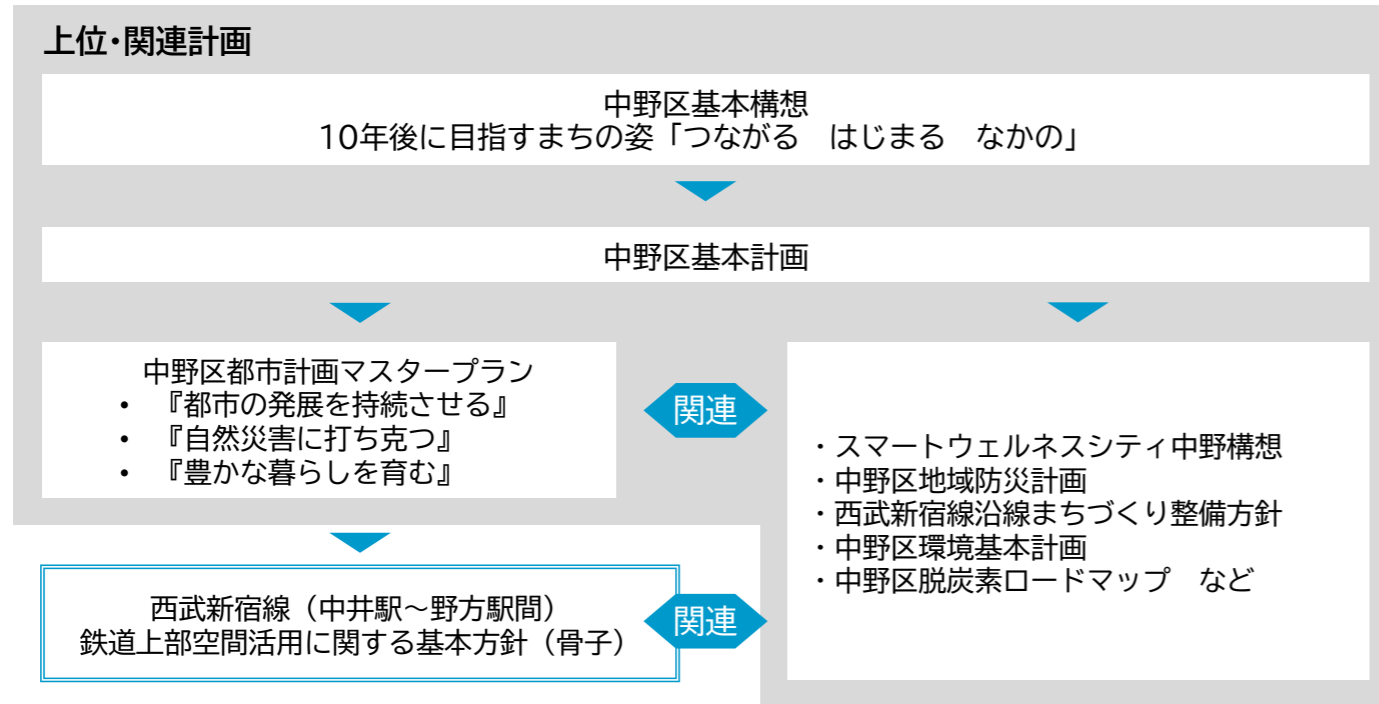 上位・関連計画
中野区基本構想
10年後に目指すまちの姿「つながる　はじまる　なかの」
中野区基本計画
中野区都市計画マスタープラン
• 『都市の発展を持続させる』
• 『自然災害に打ち克つ』
• 『豊かな暮らしを育む』
関連
・スマートウェルネスシティ中野構想
・中野区地域防災計画
・西武新宿線沿線まちづくり整備方針
・中野区環境基本計画
・中野区脱炭素ロードマップ　など
西武新宿線（中井駅～野方駅間）
鉄道上部空間活用に関する基本方針（骨子）
関連